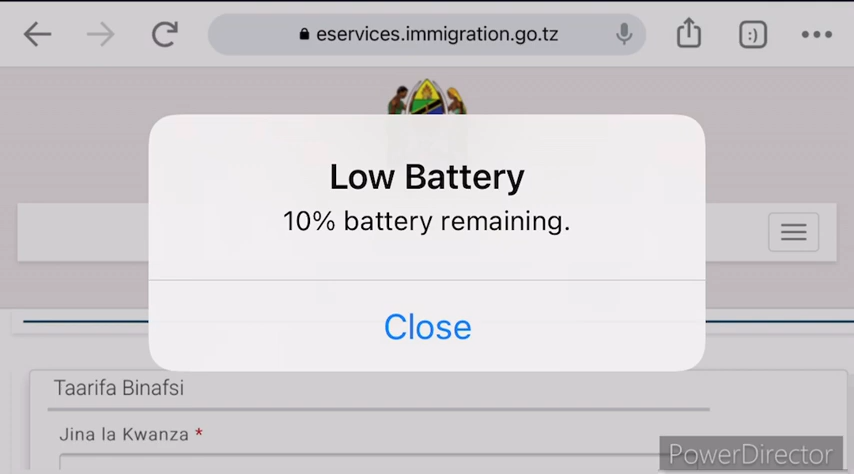 eservices.immigration.go.tz
Low Battery
10% battery remaining.
Close
Taarifa Binafsi
Jina la Kwanza *
PowerDirector